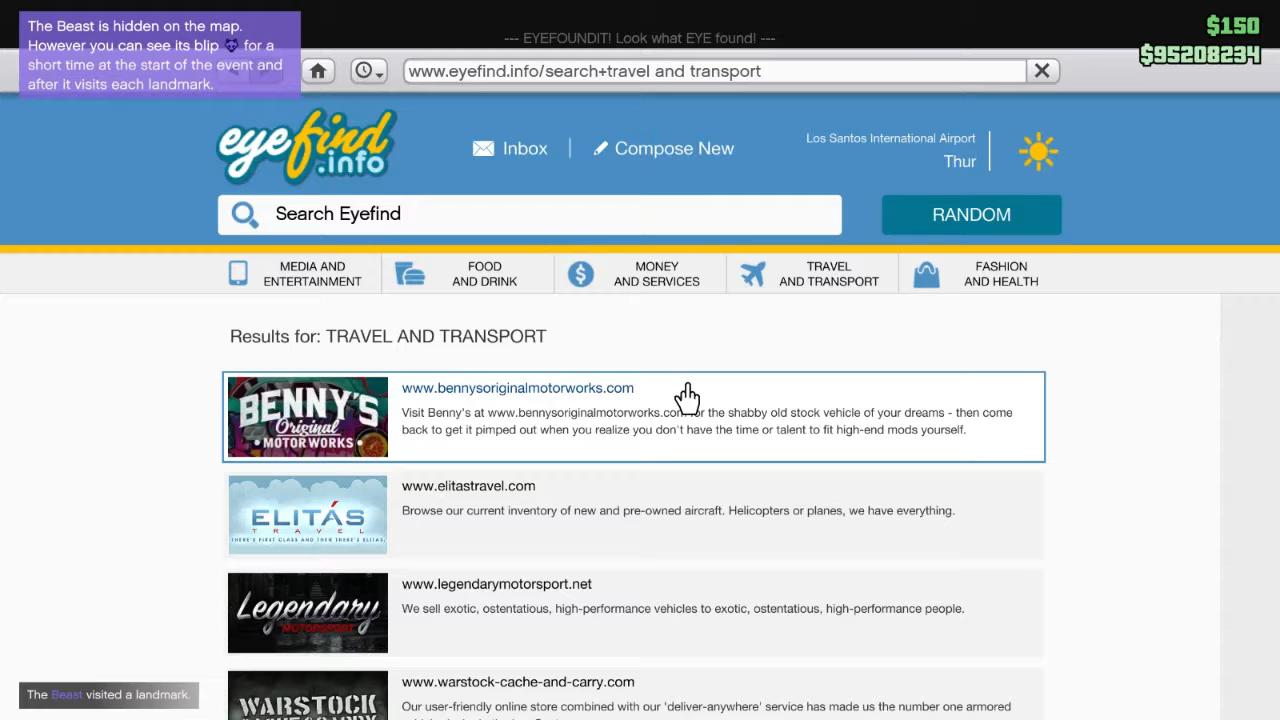 The Beast is hidden on the map.
However you can see its blip for a
short time at the start of the event and
after it visits each landmark.
--- EYEFOUNDIT! Look what EYE found! ---
$150
$95208234
www.eyefind.info/search+travel and transport
eyefind
.info
Inbox
Compose New
Los Santos International Airport
Thur
Search Eyefind
RANDOM
MEDIA AND
ENTERTAINMENT
FOOD
AND DRINK
MONEY
AND SERVICES
TRAVEL
AND TRANSPORT
FASHION
AND HEALTH
Results for: TRAVEL AND TRANSPORT
BENNY'S
Original
MOTOR WORKS
www.bennysoriginalmotorworks.com
Visit Benny's at www.bennysoriginalmotorworks.com for the shabby old stock vehicle of your dreams - then come
back to get it pimped out when you realize you don't have the time or talent to fit high-end mods yourself.
ELITÁS
TRAVEL
THERE'S FIRST CLASS AND THEN THERE'S ELITÁS
www.elitastravel.com
Browse our current inventory of new and pre-owned aircraft. Helicopters or planes, we have everything.
Legendary
MOTORSPORT
www.legendarymotorsport.net
We sell exotic, ostentatious, high-performance vehicles to exotic, ostentatious, high-performance people.
WARSTOCK
www.warstock-cache-and-carry.com
Our user-friendly online store combined with our 'deliver-anywhere' service has made us the number one armored
The Beast visited a landmark.